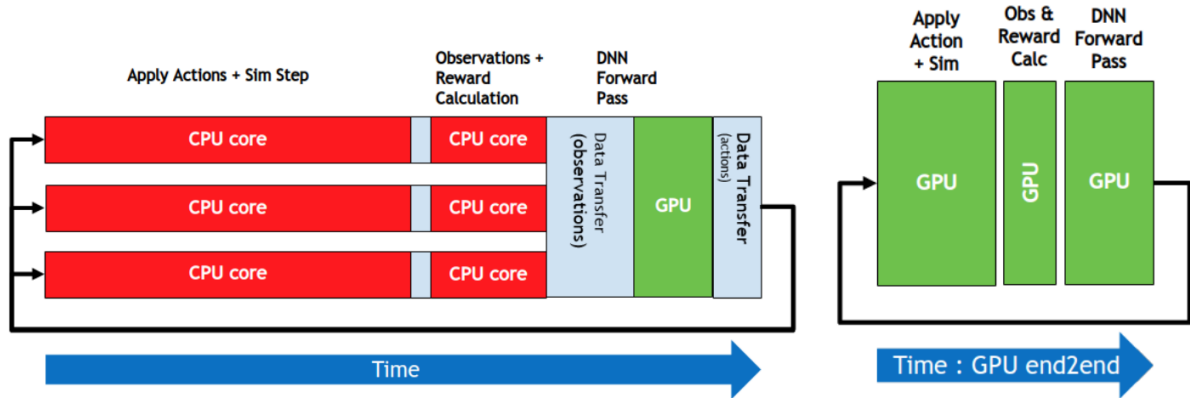 Apply Actions + Sim Step
Observations +
Reward
Calculation
DNN
Forward
Pass
CPU core
CPU core
CPU core
CPU core
CPU core
CPU core
Data Transfer
(observations)
GPU
Data Transfer
(actions)
Time
Apply
Action
+ Sim
Obs &
Reward
Calc
DNN
Forward
Pass
GPU
GPU
GPU
Time : GPU end2end